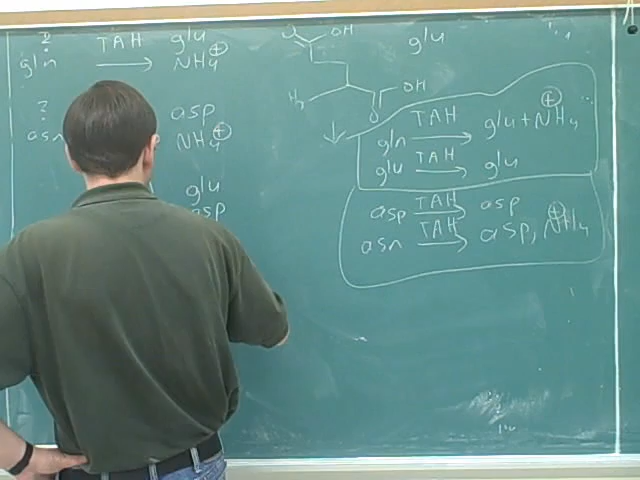 ?
gln TAH → glu NH4⊕
?
asn asp NH4⊕
glu
asp
O OH
glu
H2 OH
O
gln TAH → glu + NH4⊕
glu TAH → glu
asp TAH → asp
asn TAH → asp, NH4⊕